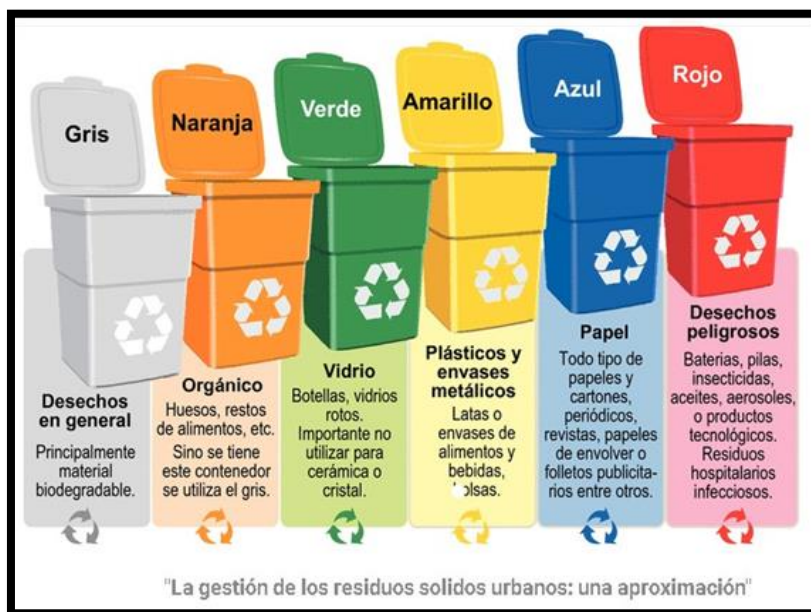 Gris
Desechos
en general
Principalmente
material
biodegradable.
Naranja
Orgánico
Huesos, restos
de alimentos, etc.
Sino se tiene
este contenedor
se utiliza el gris.
Verde
Vidrio
Botellas, vidrios
rotos.
Importante no
utilizar para
cerámica o
cristal.
Amarillo
Plásticos y
envases
metálicos
Latas o
envases de
alimentos y
bebidas,
bolsas.
Azul
Papel
Todo tipo de
papeles y
cartones,
periódicos,
revistas, papeles
de envolver o
folletos publicita-
rios entre otros.
Rojo
Desechos
peligrosos
Baterias, pilas,
insecticidas,
aceites, aerosoles,
o productos
tecnológicos.
Residuos
hospitalarios
infecciosos.
"La gestión de los residuos solidos urbanos: una aproximación"